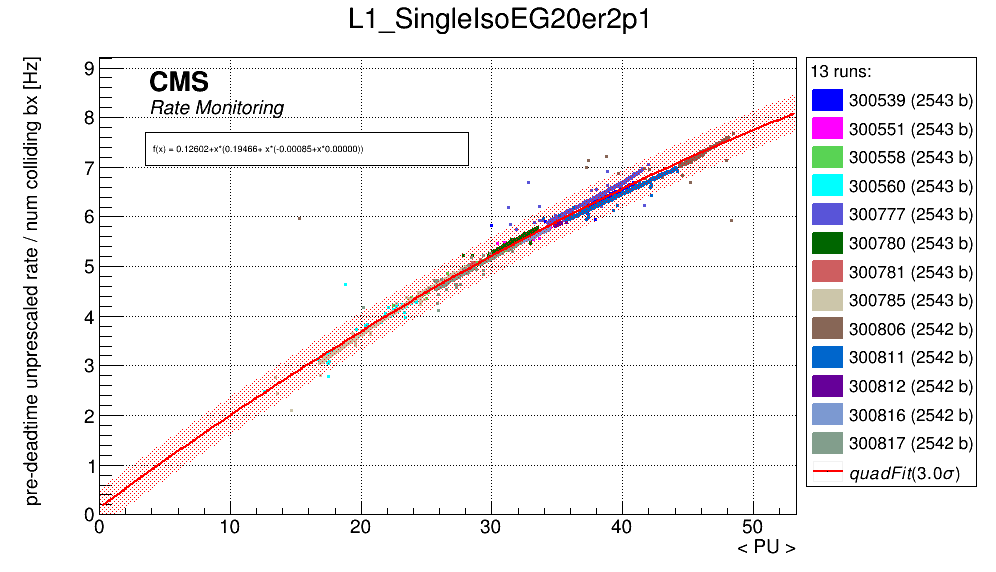 L1_SingleIsoEG20er2p1
pre-deadtime unprescaled rate / num colliding bx [Hz]
9
8
7
6
5
4
3
2
1
0
CMS
Rate Monitoring
f(x) = 0.12602+x*(0.19466+ x*(-0.00085+x*0.00000))
0 10 20 30 40 50
< PU >
13 runs:
300539 (2543 b)
300551 (2543 b)
300558 (2543 b)
300560 (2543 b)
300777 (2543 b)
300780 (2543 b)
300781 (2543 b)
300785 (2543 b)
300806 (2542 b)
300811 (2542 b)
300812 (2542 b)
300816 (2542 b)
300817 (2542 b)
quadFit(3.0σ)